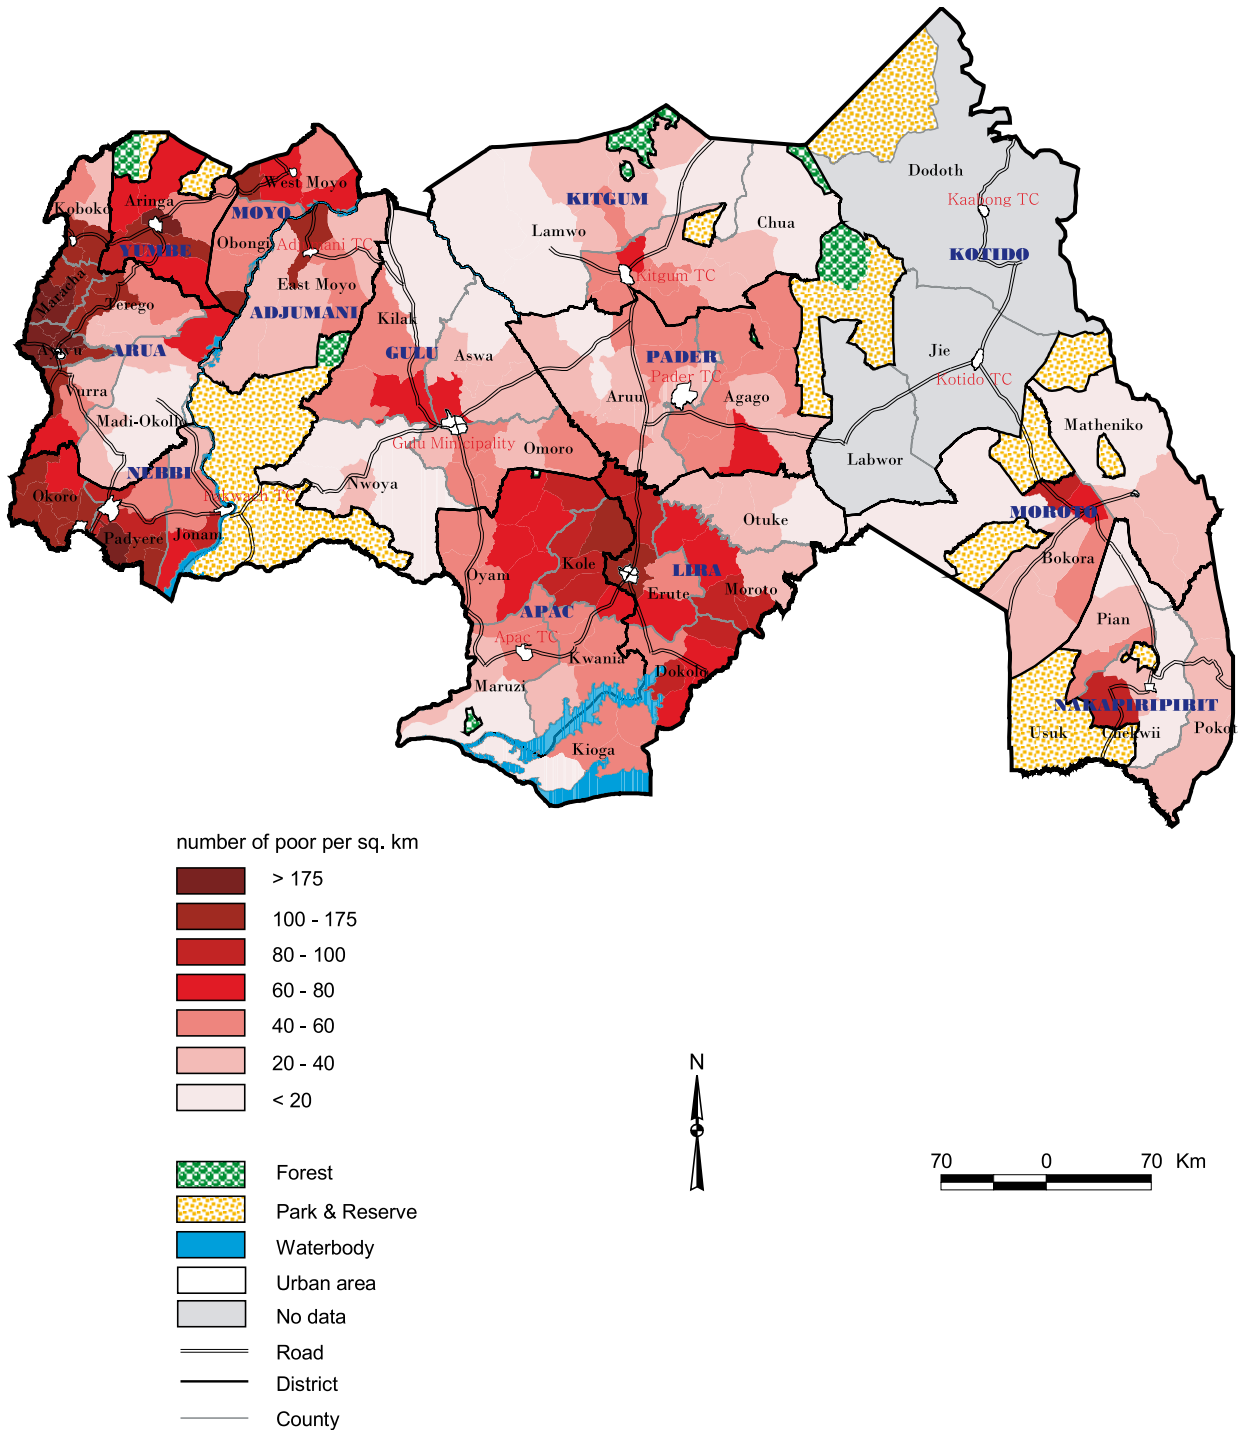 Dodoth
Kaabong TC
KOTIDO
West Moyo
Koboko
Aringa
MOYO
KITGUM
Chua
Lamwo
YUMBE
Obongi
Adjumani TC
Kitgum TC
Maracha
Terego
East Moyo
ADJUMANI
Kilak
ARUA
GULU
Aswa
PADER
Pader TC
Jie
Kotido TC
Ayivu
Vurra
Aruu
Agago
Madi-Okollo
Matheniko
Gulu Minicipality
Omoro
Labwor
NEBBI
Okoro
Pakwach TC
Nwoya
MOROTO
Otuke
Padyere
Jonam
Bokora
Oyam
Kole
LIRA
Erute
Moroto
APAC
Pian
Apac TC
Kwania
Dokolo
Maruzi
NAKAPIRIPIRIT
Usuk
Chekwii
Pokot
Kioga
number of poor per sq. km
> 175
100 - 175
80 - 100
60 - 80
40 - 60
20 - 40
< 20
N
70 0 70 Km
Forest
Park & Reserve
Waterbody
Urban area
No data
Road
District
County